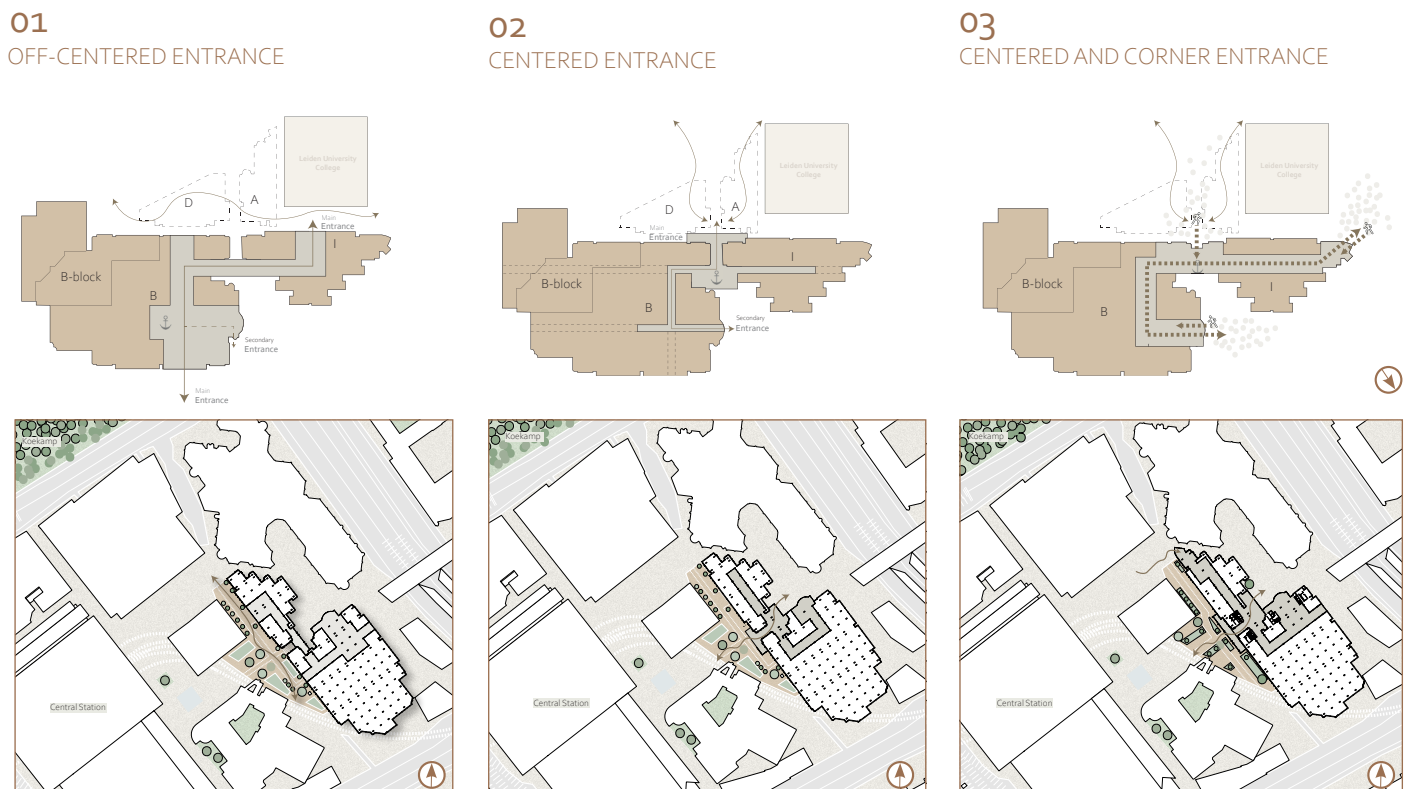 01
OFF-CENTERED ENTRANCE
Leiden University
College
D
A
Main
Entrance
I
B-block
B
Secondary
Entrance
Main
Entrance
Koekamp
Central Station
02
CENTERED ENTRANCE
Leiden University
College
D
A
Main
Entrance
I
B-block
B
Secondary
Entrance
Koekamp
Central Station
03
CENTERED AND CORNER ENTRANCE
Leiden University
College
B-block
I
B
Koekamp
Central Station